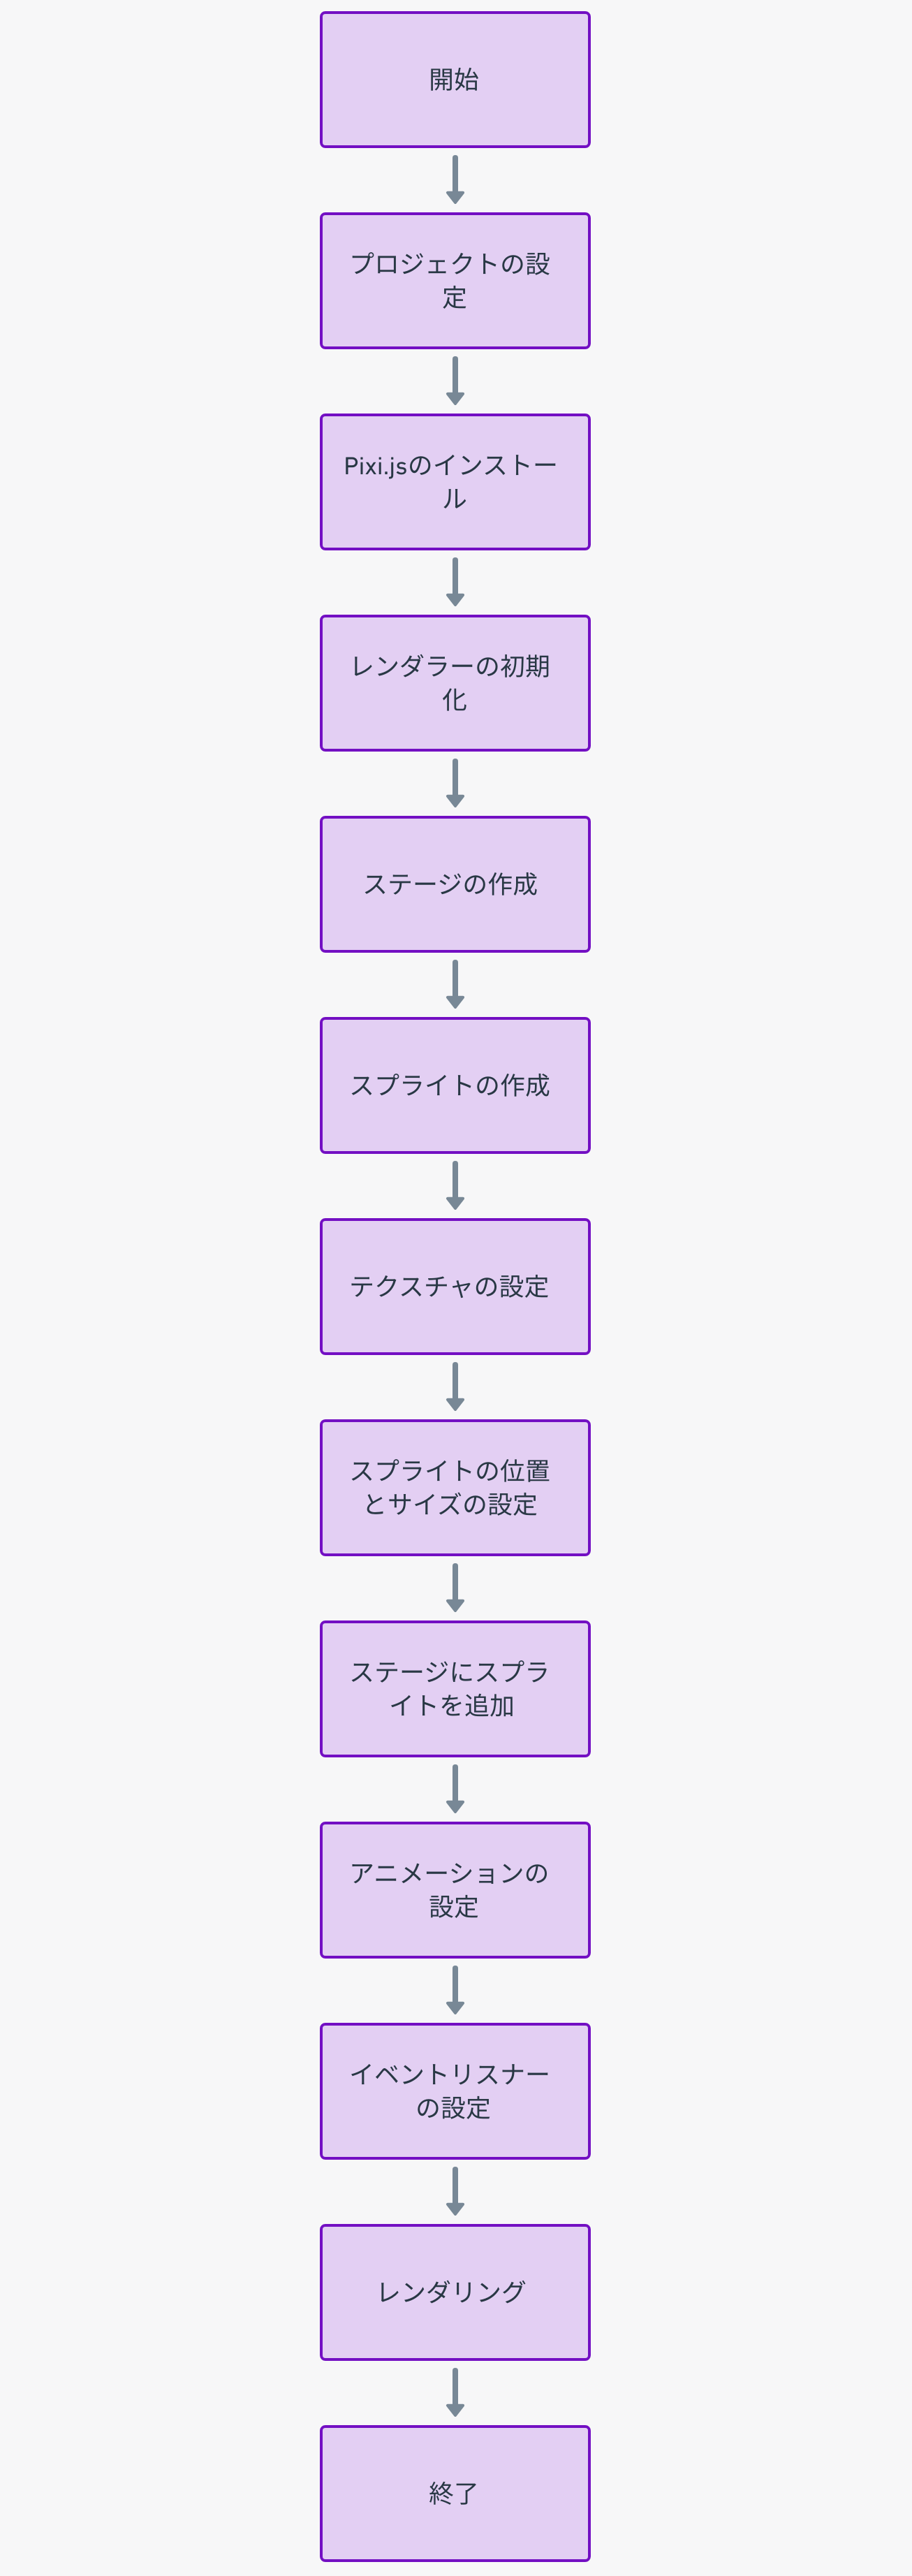 開始
プロジェクトの設
定
Pixi.jsのインストー
ル
レンダラーの初期
化
ステージの作成
スプライトの作成
テクスチャの設定
スプライトの位置
とサイズの設定
ステージにスプラ
イトを追加
アニメーションの
設定
イベントリスナー
の設定
レンダリング
終了